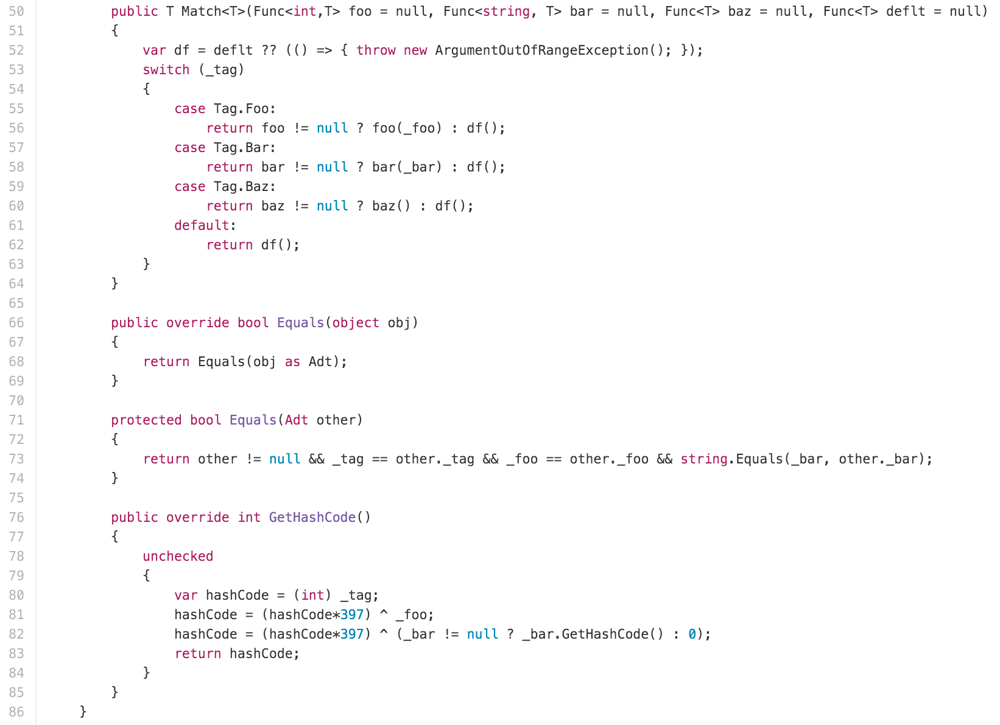 50 public T Match<T>(Func<int,T> foo = null, Func<string, T> bar = null, Func<T> baz = null, Func<T> deflt = null)
51 {
52 var df = deflt ?? (() => { throw new ArgumentOutOfRangeException(); });
53 switch (_tag)
54 {
55 case Tag.Foo:
56 return foo != null ? foo(_foo) : df();
57 case Tag.Bar:
58 return bar != null ? bar(_bar) : df();
59 case Tag.Baz:
60 return baz != null ? baz() : df();
61 default:
62 return df();
63 }
64 }
65
66 public override bool Equals(object obj)
67 {
68 return Equals(obj as Adt);
69 }
70
71 protected bool Equals(Adt other)
72 {
73 return other != null && _tag == other._tag && _foo == other._foo && string.Equals(_bar, other._bar);
74 }
75
76 public override int GetHashCode()
77 {
78 unchecked
79 {
80 var hashCode = (int) _tag;
81 hashCode = (hashCode*397) ^ _foo;
82 hashCode = (hashCode*397) ^ (_bar != null ? _bar.GetHashCode() : 0);
83 return hashCode;
84 }
85 }
86 }